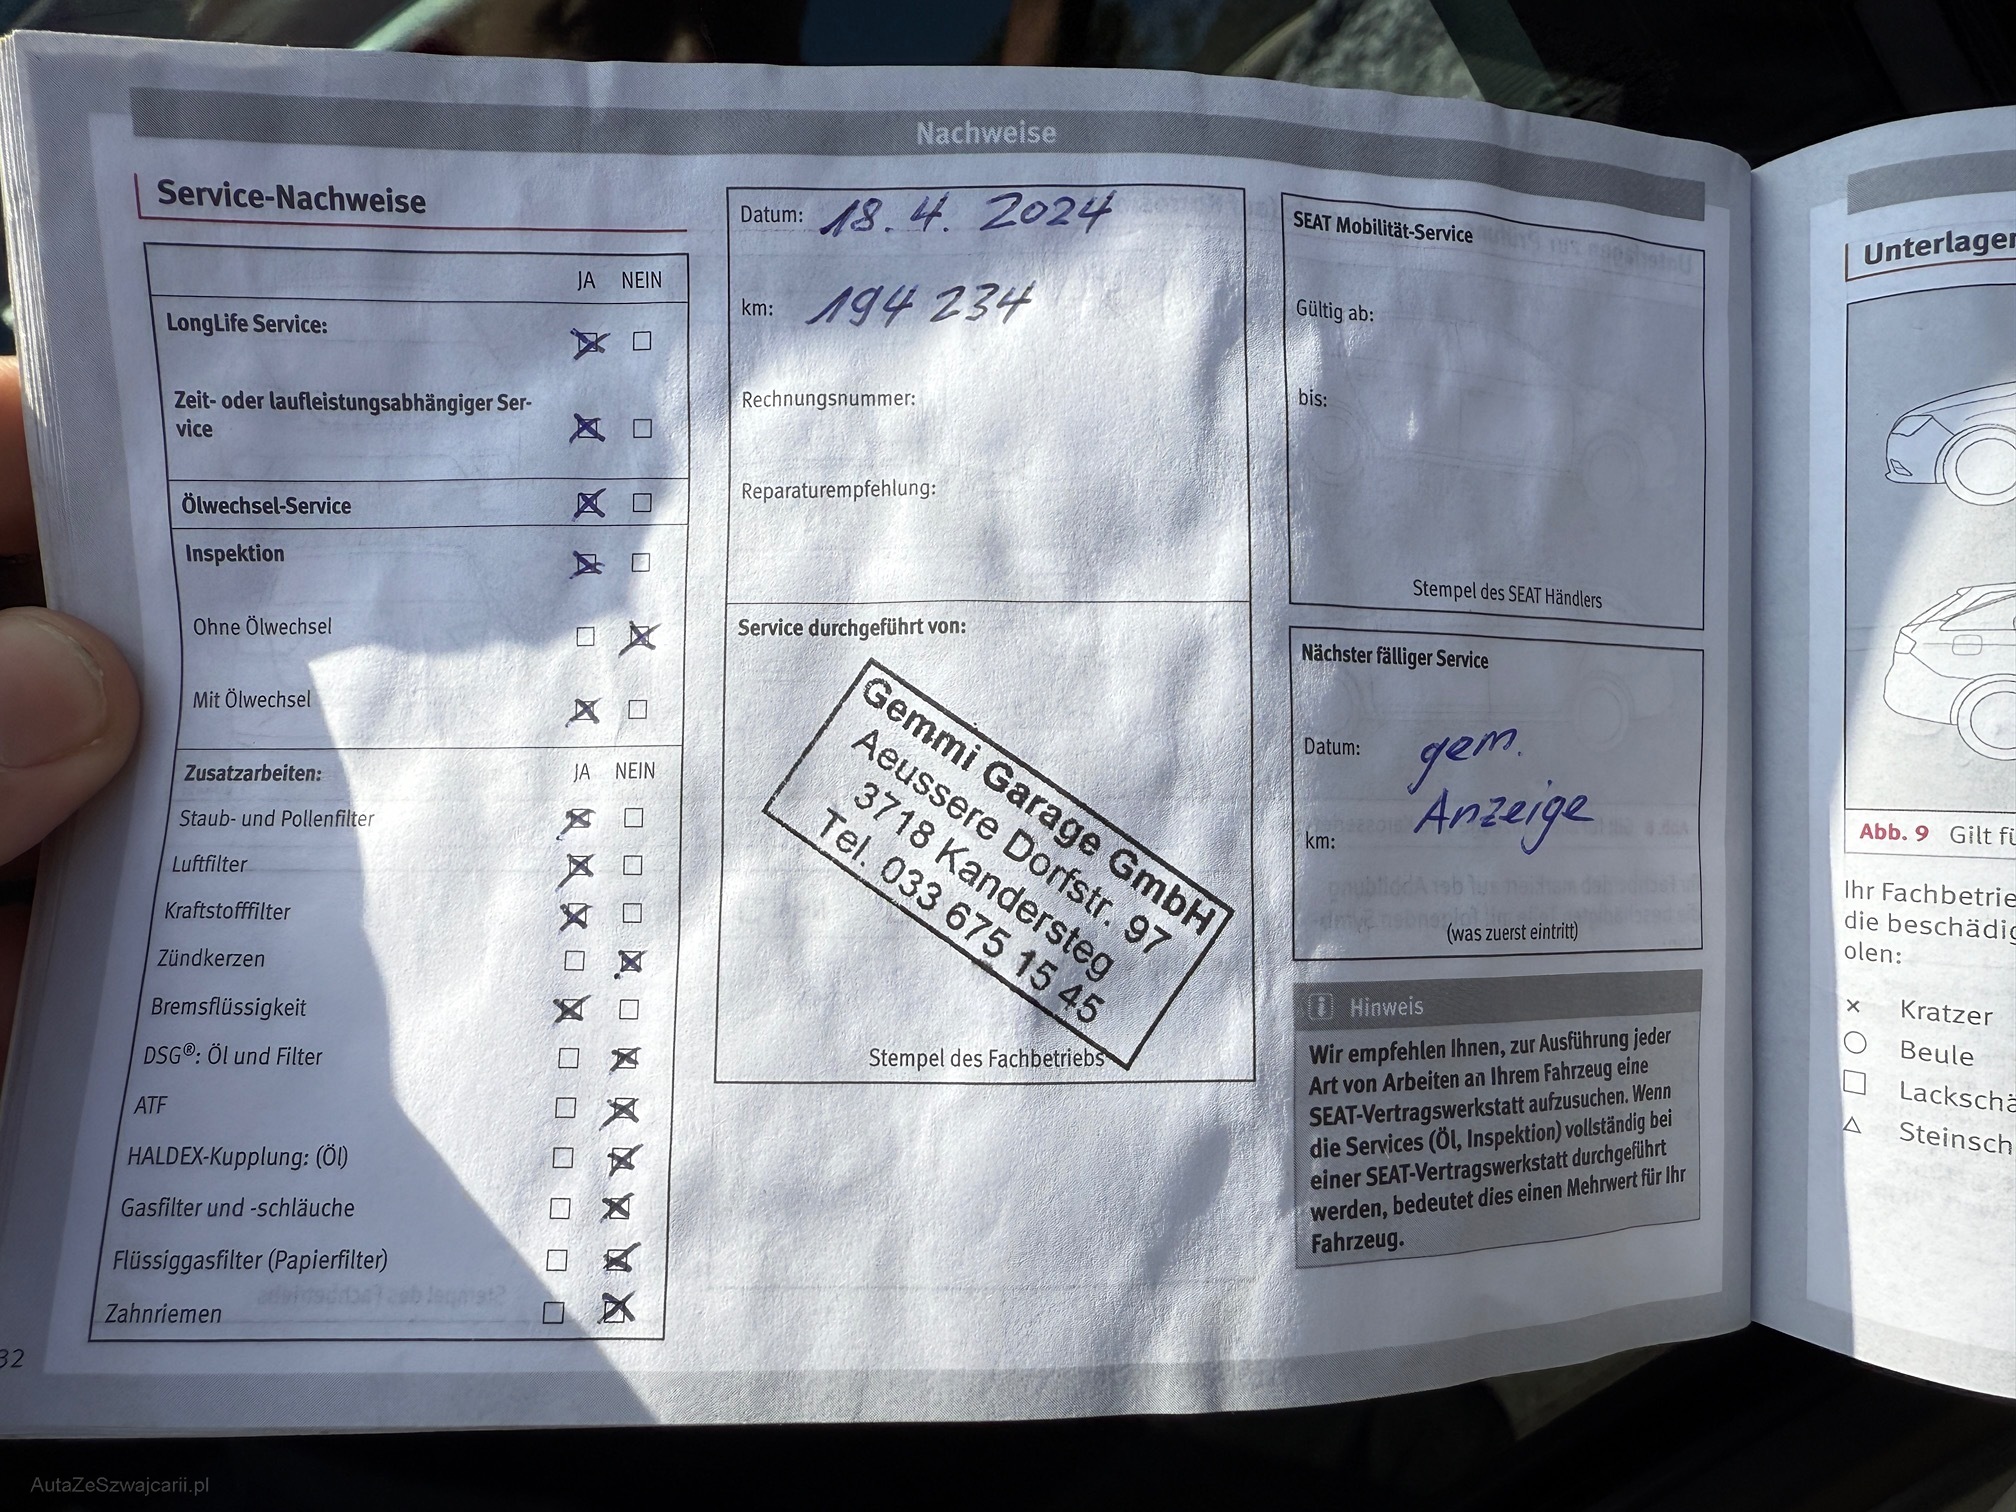 Nachweise
Service-Nachweise
JA NEIN
LongLife Service:
Zeit- oder laufleistungsabhängiger Ser-
vice
Ölwechsel-Service
Inspektion
Ohne Ölwechsel
Mit Ölwechsel
Zusatzarbeiten: JA NEIN
Staub- und Pollenfilter
Luftfilter
Kraftstofffilter
Zündkerzen
Bremsflüssigkeit
DSG®: Öl und Filter
ATF
HALDEX-Kupplung: (Öl)
Gasfilter und -schläuche
Flüssiggasfilter (Papierfilter)
Zahnriemen
32
Datum: 18. 4. 2024
km: 194 234
Rechnungsnummer:
Reparaturempfehlung:
Service durchgeführt von:
Gemmi Garage GmbH
Aeussere Dorfstr. 97
3718 Kandersteg
Tel. 033 675 15 45
Stempel des Fachbetriebs
SEAT Mobilität-Service
Gültig ab:
bis:
Stempel des SEAT Händlers
Nächster fälliger Service
Datum: gem.
Anzeige
km:
(was zuerst eintritt)
Hinweis
Wir empfehlen Ihnen, zur Ausführung jeder
Art von Arbeiten an Ihrem Fahrzeug eine
SEAT-Vertragswerkstatt aufzusuchen. Wenn
die Services (Öl, Inspektion) vollständig bei
einer SEAT-Vertragswerkstatt durchgeführt
werden, bedeutet dies einen Mehrwert für Ihr
Fahrzeug.
Unterlagen
Abb. 9 Gilt fü
Ihr Fachbetrie
die beschädig
olen:
× Kratzer
Beule
Lackschä
Steinsch
AutaZeSzwajcarii.pl